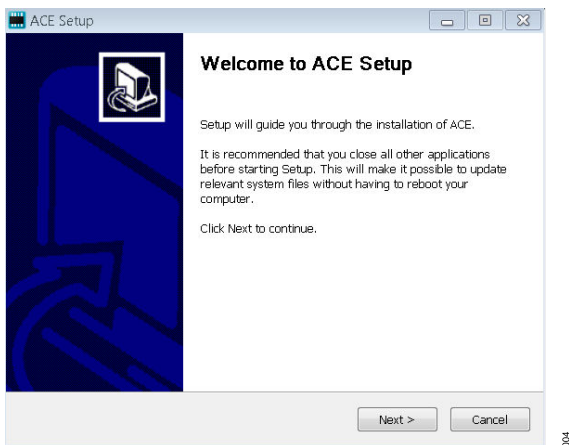 ACE Setup
Welcome to ACE Setup
Setup will guide you through the installation of ACE.
It is recommended that you close all other applications
before starting Setup. This will make it possible to update
relevant system files without having to reboot your
computer.
Click Next to continue.
Next >
Cancel
04